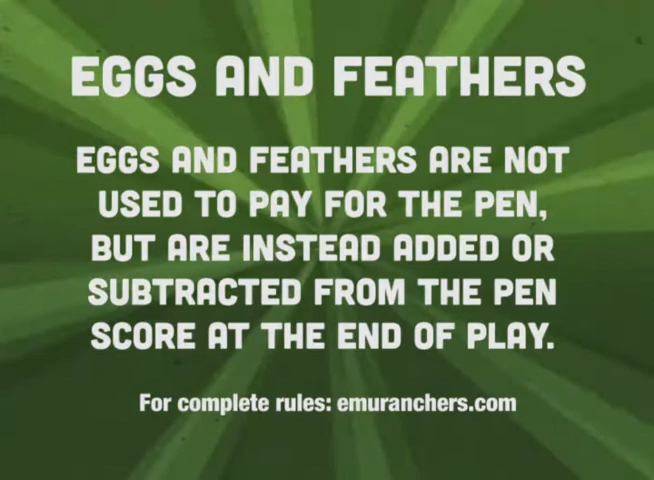 EGGS AND FEATHERS
EGGS AND FEATHERS ARE NOT
USED TO PAY FOR THE PEN,
BUT ARE INSTEAD ADDED OR
SUBTRACTED FROM THE PEN
SCORE AT THE END OF PLAY.
For complete rules: emuranchers.com